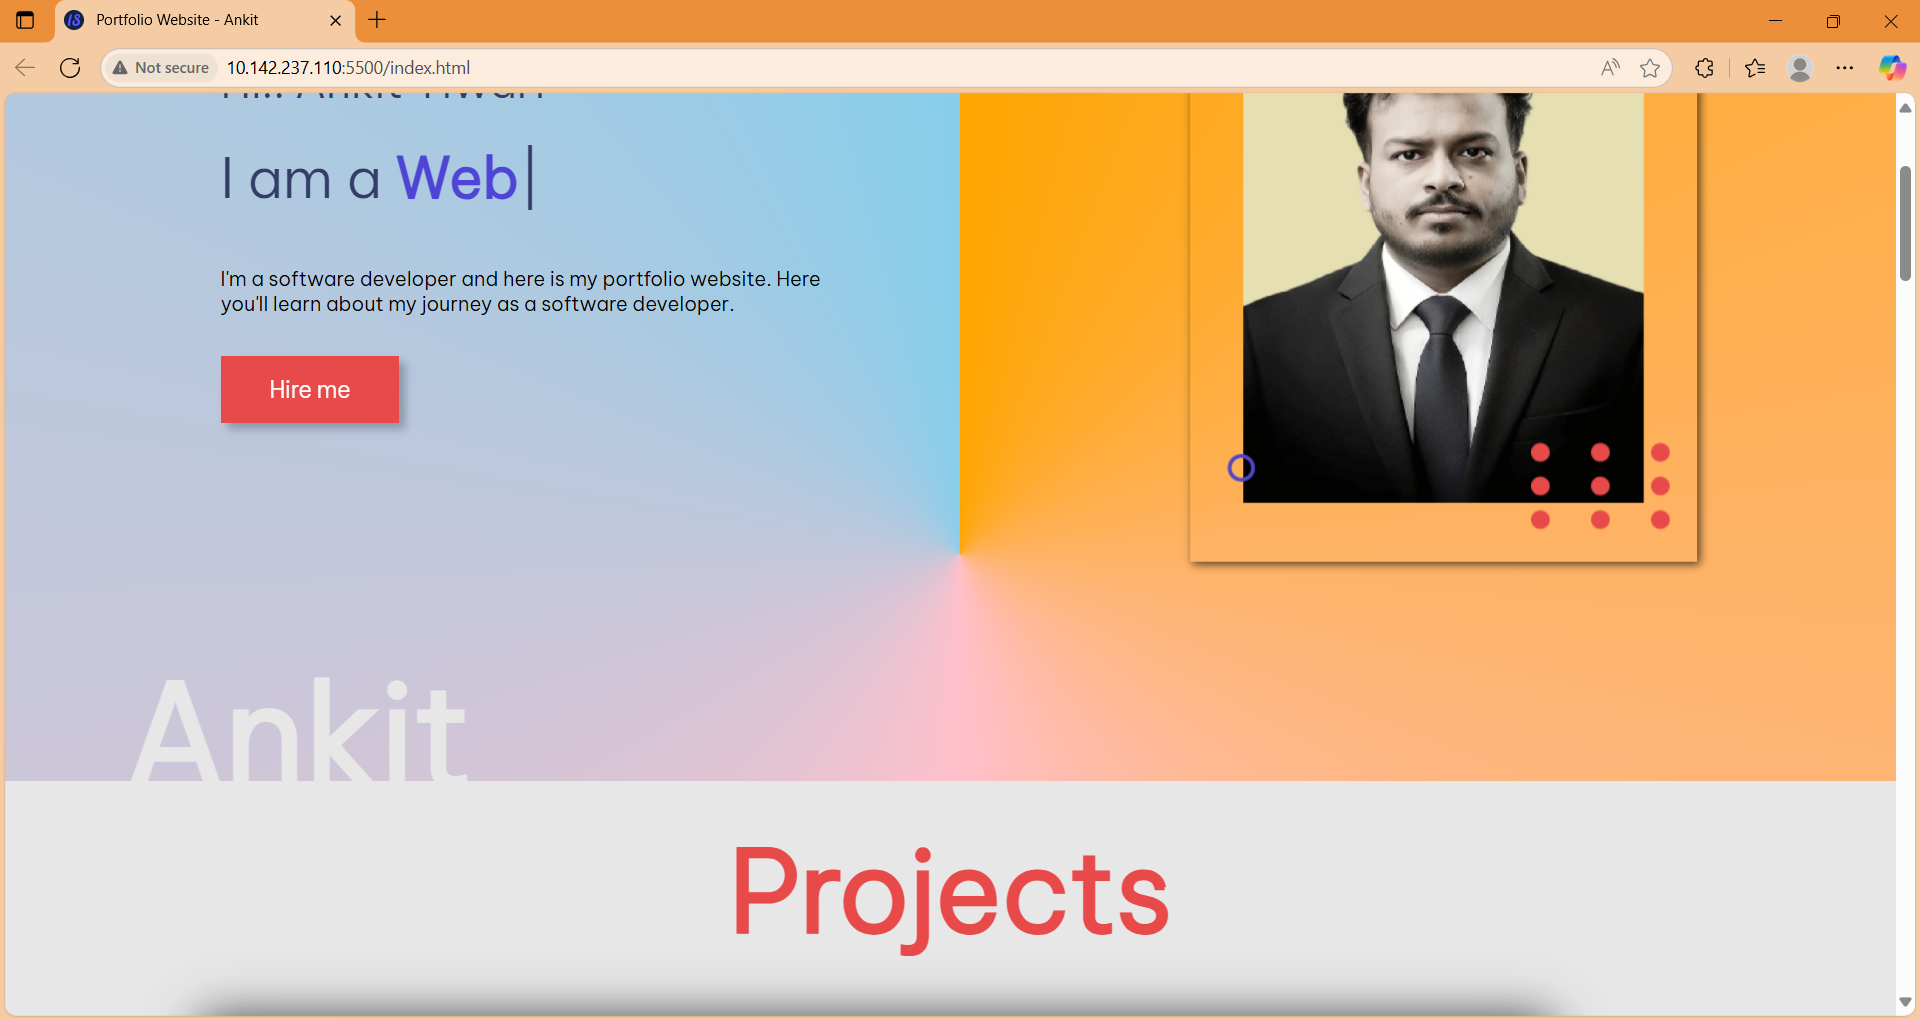 Portfolio Website - Ankit
Not secure
10.142.237.110:5500/index.html
I am a Web
I'm a software developer and here is my portfolio website. Here
you'll learn about my journey as a software developer.
Hire me
Ankit
Projects